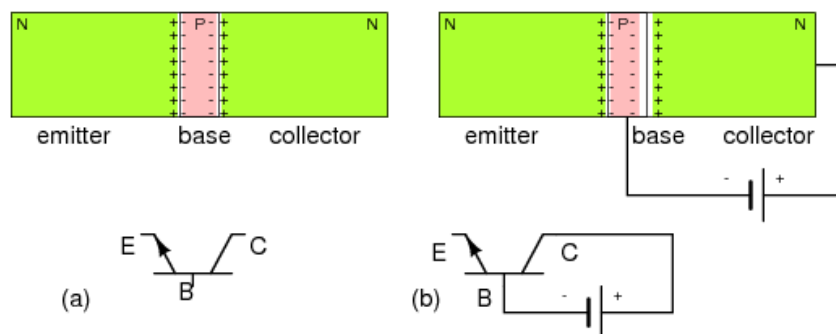 N P N
+ - - +
+ - - +
+ - - +
+ - - +
+ - - +
+ - - +
+ - - +
+ - - +
emitter base collector
E C
B
(a)
N P N
+ - - +
+ - - +
+ - - +
+ - - +
+ - - +
+ - - +
+ - - +
+ - - +
emitter base collector
- +
E C
B
- +
(b)